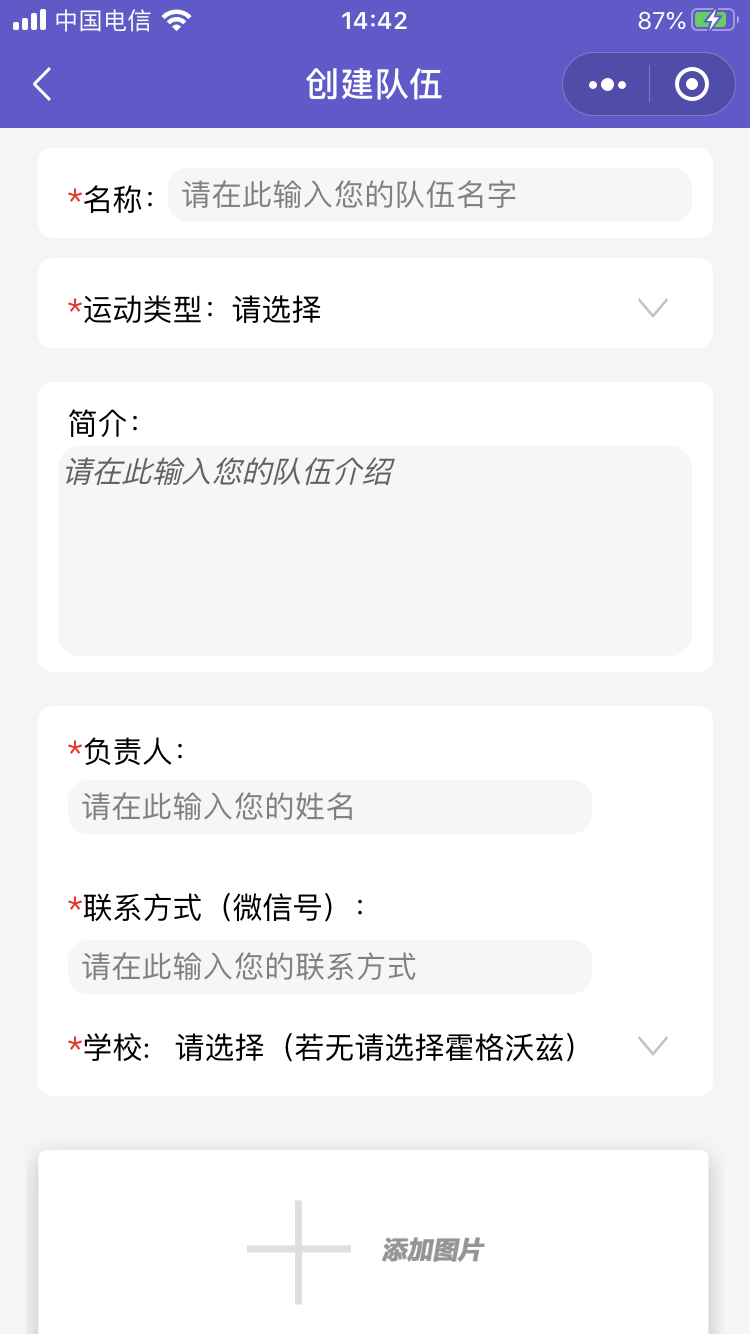 中国电信 14:42 87%
创建队伍
*名称： 请在此输入您的队伍名字
*运动类型：请选择
简介：
请在此输入您的队伍介绍
*负责人：
请在此输入您的姓名
*联系方式（微信号）：
请在此输入您的联系方式
*学校: 请选择（若无请选择霍格沃兹）
添加图片